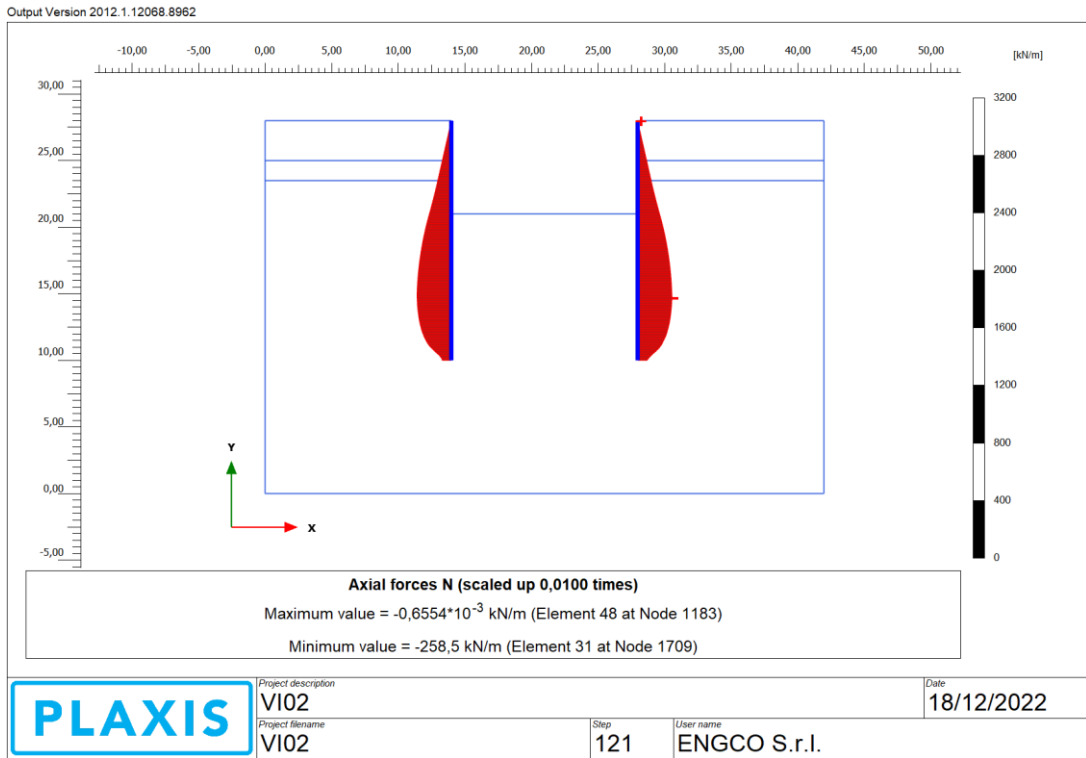 Output Version 2012.1.12068.8962
-10,00 -5,00 0,00 5,00 10,00 15,00 20,00 25,00 30,00 35,00 40,00 45,00 50,00
[kN/m]
30,00
25,00
20,00
15,00
10,00
5,00
0,00
-5,00
3200
2800
2400
2000
1600
1200
800
400
0
Y
X
Axial forces N (scaled up 0,0100 times)
Maximum value = -0,6554*10-3 kN/m (Element 48 at Node 1183)
Minimum value = -258,5 kN/m (Element 31 at Node 1709)
PLAXIS
Project description
VI02
Date
18/12/2022
Project filename
VI02
Step
121
User name
ENGCO S.r.l.